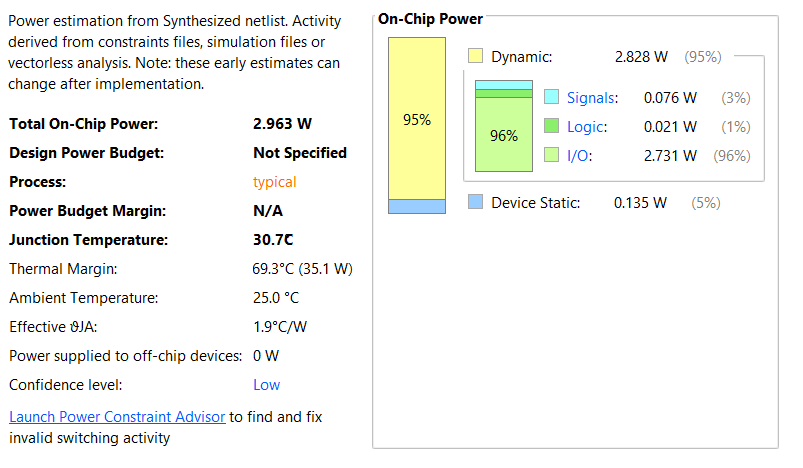 Power estimation from Synthesized netlist. Activity
derived from constraints files, simulation files or
vectorless analysis. Note: these early estimates can
change after implementation.
Total On-Chip Power: 2.963 W
Design Power Budget: Not Specified
Process: typical
Power Budget Margin: N/A
Junction Temperature: 30.7℃
Thermal Margin: 69.3°C (35.1 W)
Ambient Temperature: 25.0 °C
Effective ϑJA: 1.9°C/W
Power supplied to off-chip devices: 0 W
Confidence level: Low
Launch Power Constraint Advisor to find and fix
invalid switching activity
On-Chip Power
95%
Dynamic: 2.828 W (95%)
96%
Signals: 0.076 W (3%)
Logic: 0.021 W (1%)
I/O: 2.731 W (96%)
Device Static: 0.135 W (5%)